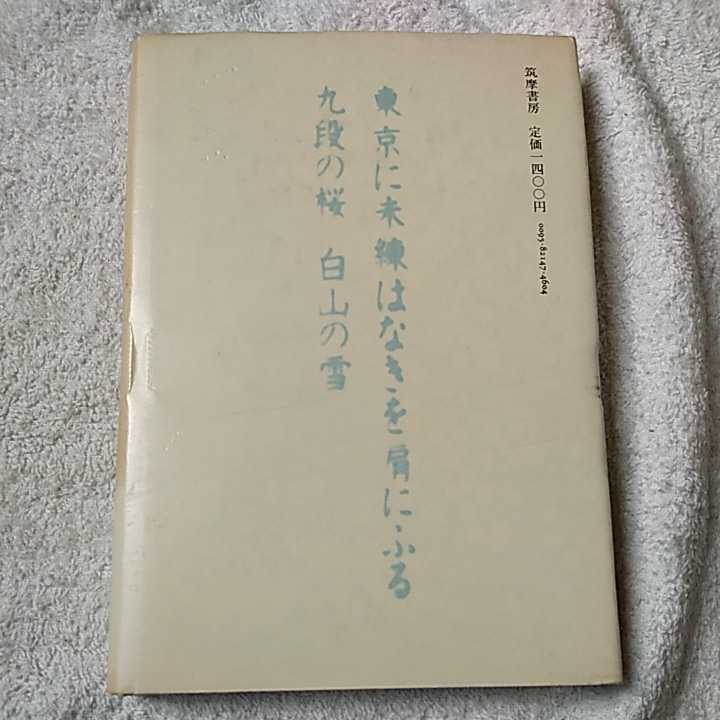 筑摩書房　定価一四〇〇円　0095-82147-4604
東京に未練はなきを肩にふる
九段の桜　白山の雪